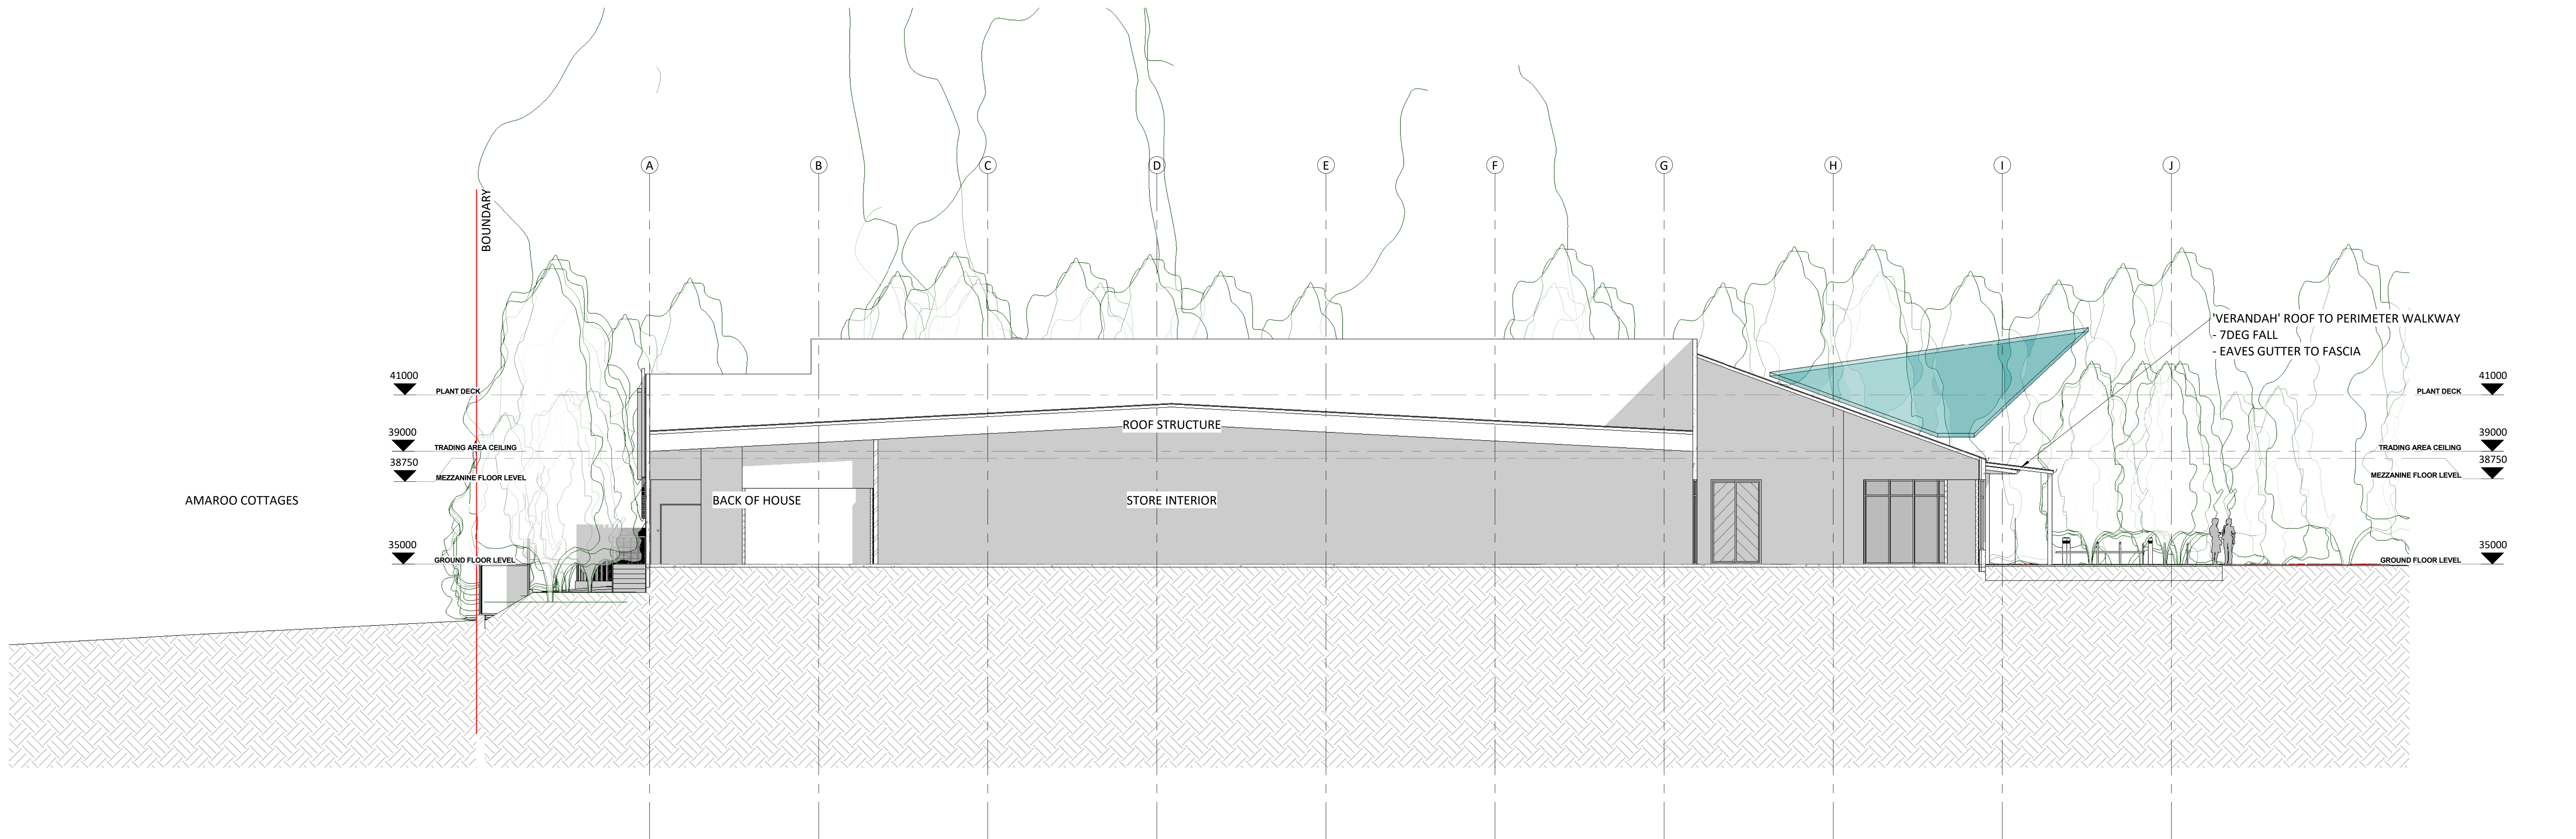 A
B
C
D
E
F
G
H
I
J
BOUNDARY
'VERANDAH' ROOF TO PERIMETER WALKWAY
- 7DEG FALL
- EAVES GUTTER TO FASCIA
41000
PLANT DECK
PLANT DECK
41000
ROOF STRUCTURE
39000
TRADING AREA CEILING
TRADING AREA CEILING
39000
38750
MEZZANINE FLOOR LEVEL
MEZZANINE FLOOR LEVEL
38750
AMAROO COTTAGES
BACK OF HOUSE
STORE INTERIOR
35000
GROUND FLOOR LEVEL
GROUND FLOOR LEVEL
35000